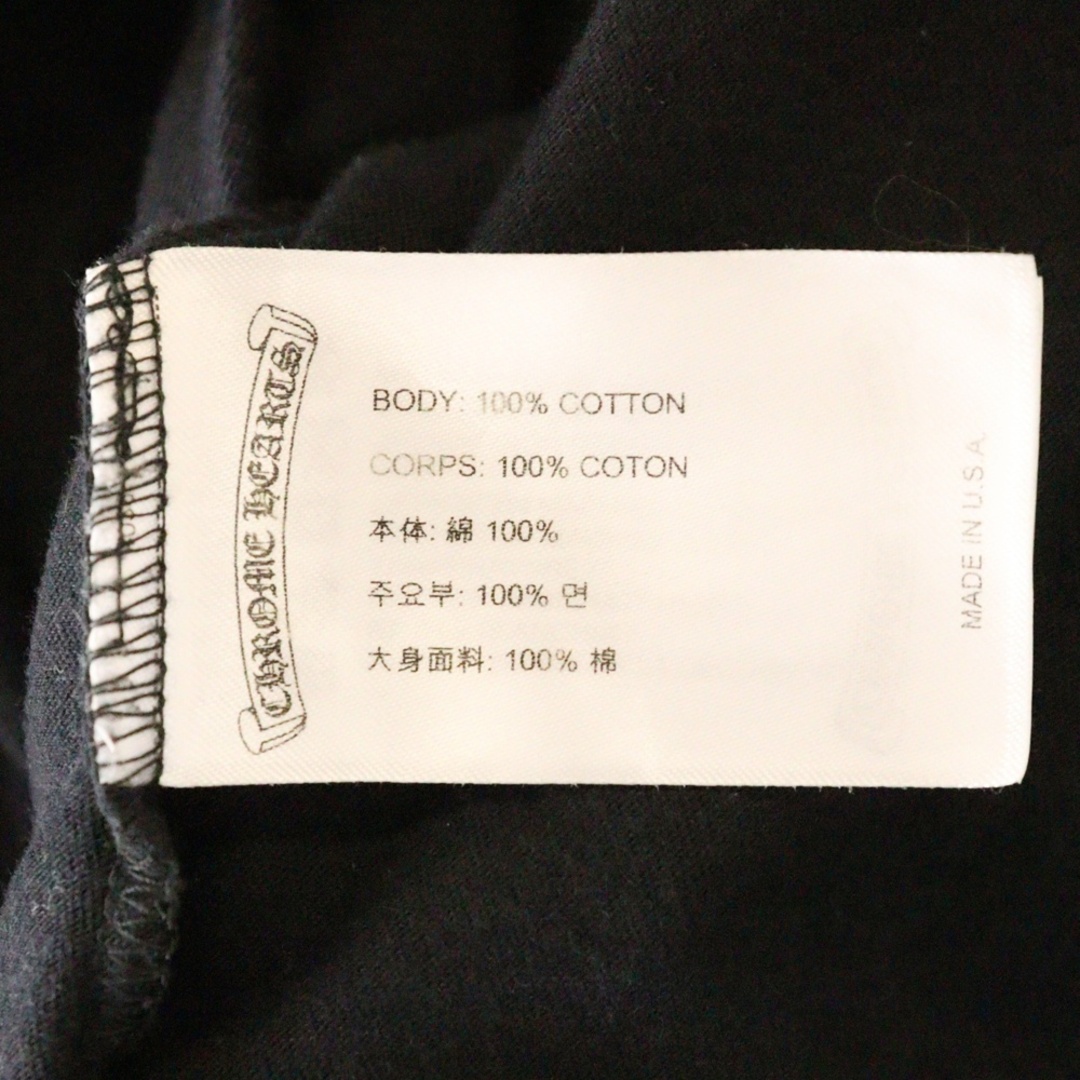 CHROME HEARTS
BODY: 100% COTTON
CORPS: 100% COTON
本体: 綿 100%
주요부: 100% 면
大身面料: 100% 棉
MADE IN U.S.A.